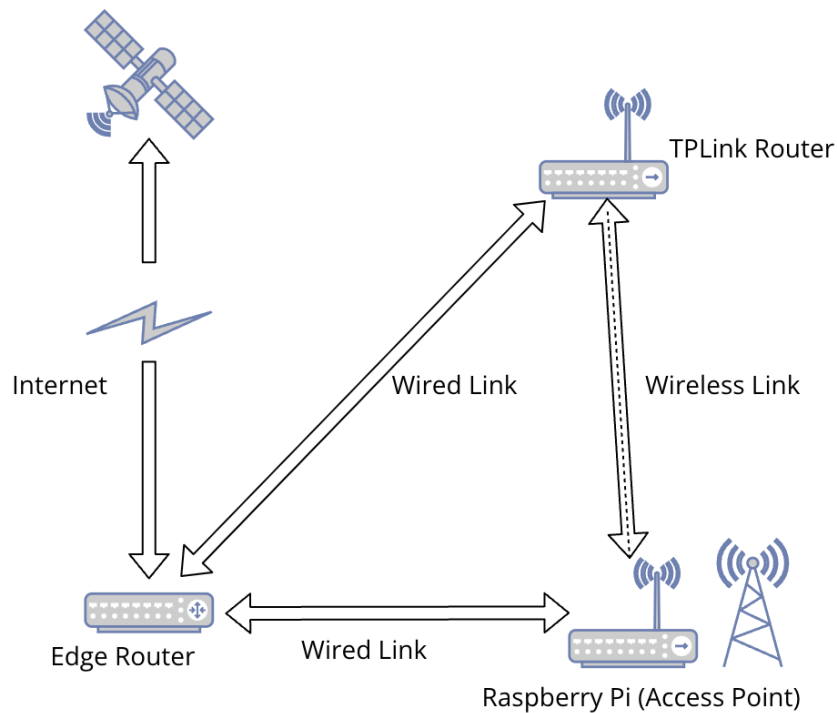 TPLink Router
Internet
Wired Link
Wireless Link
Edge Router
Wired Link
Raspberry Pi (Access Point)